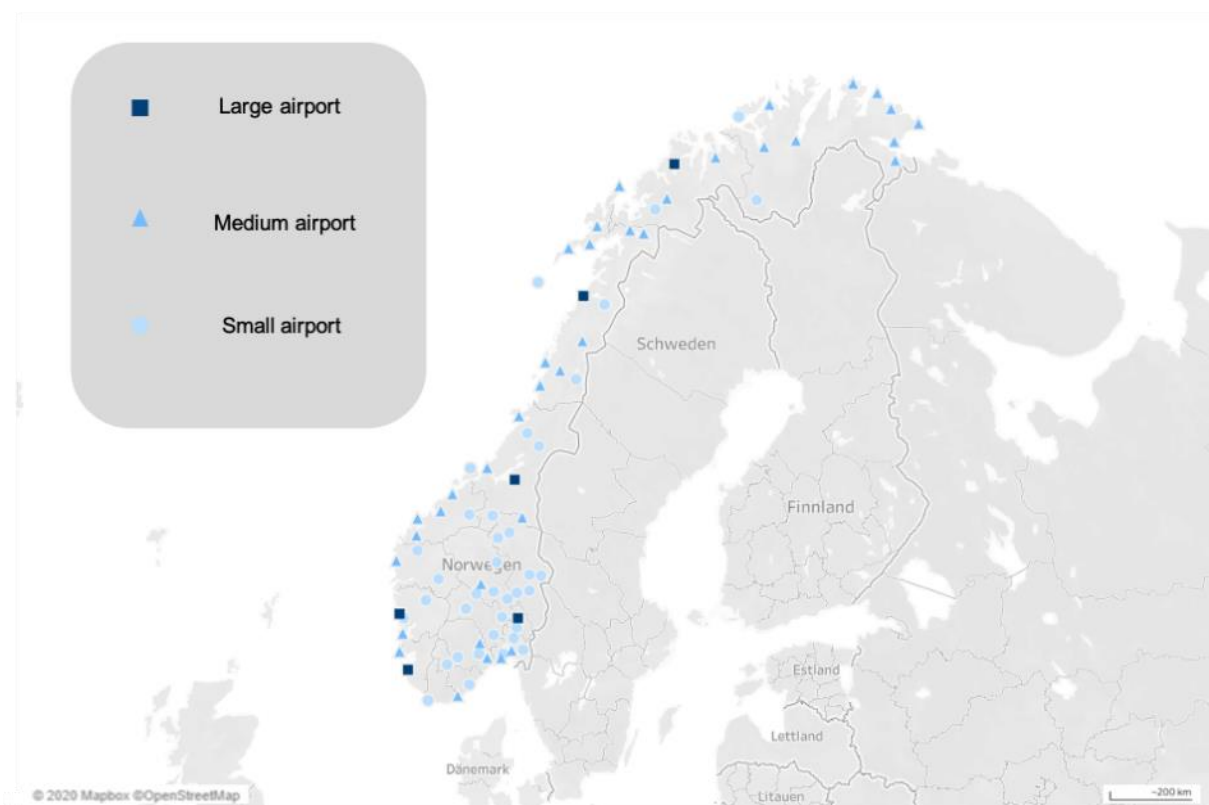 Large airport
Medium airport
Small airport
Schweden
Finnland
Norwegen
Estland
Lettland
Dänemark
Litauen
© 2020 Mapbox ©OpenStreetMap
~200 km